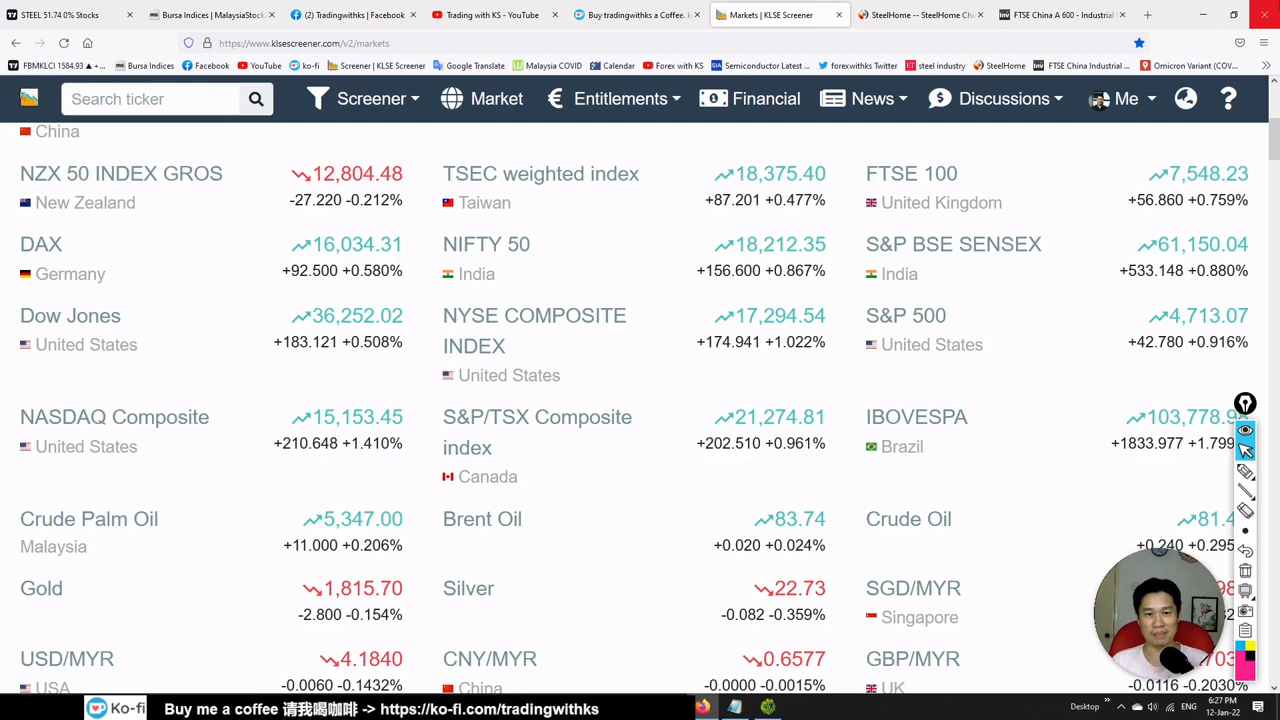 STEEL 51.74 0% Stocks
Bursa Indices | MalaysiaStock
(2) Tradingwithks | Facebook
Trading with KS - YouTube
Buy tradingwithks a Coffee.
Markets | KLSE Screener
SteelHome -- SteelHome Chi
FTSE China A 600 - Industrial
https://www.klsescreener.com/v2/markets
FBMKLCI 1584.93 ▲ +...
Bursa Indices
Facebook
YouTube
ko-fi
Screener | KLSE Screener
Google Translate
Malaysia COVID
Calendar
Forex with KS
Semiconductor Latest ...
forexwithks Twitter
steel industry
SteelHome
FTSE China Industrial ...
Omicron Variant (COV...
Search ticker
Screener
Market
Entitlements
Financial
News
Discussions
Me
China
NZX 50 INDEX GROS 12,804.48
New Zealand -27.220 -0.212%
TSEC weighted index 18,375.40
Taiwan +87.201 +0.477%
FTSE 100 7,548.23
United Kingdom +56.860 +0.759%
DAX 16,034.31
Germany +92.500 +0.580%
NIFTY 50 18,212.35
India +156.600 +0.867%
S&P BSE SENSEX 61,150.04
India +533.148 +0.880%
Dow Jones 36,252.02
United States +183.121 +0.508%
NYSE COMPOSITE 17,294.54
INDEX +174.941 +1.022%
United States
S&P 500 4,713.07
United States +42.780 +0.916%
NASDAQ Composite 15,153.45
United States +210.648 +1.410%
S&P/TSX Composite 21,274.81
index +202.510 +0.961%
Canada
IBOVESPA
Brazil +1833.977
Crude Palm Oil 5,347.00
Malaysia +11.000 +0.206%
Brent Oil 83.74
+0.020 +0.024%
Crude Oil
+0.240
Gold 1,815.70
-2.800 -0.154%
Silver 22.73
-0.082 -0.359%
SGD/MYR
Singapore
USD/MYR 4.1840
USA -0.0060 -0.1432%
CNY/MYR 0.6577
China -0.0000 -0.0015%
GBP/MYR
UK -0.0116 -0.2030%
Ko-fi
Buy me a coffee 请我喝咖啡 -> https://ko-fi.com/tradingwithks
Desktop
ENG
6:27 PM
12-Jan-22